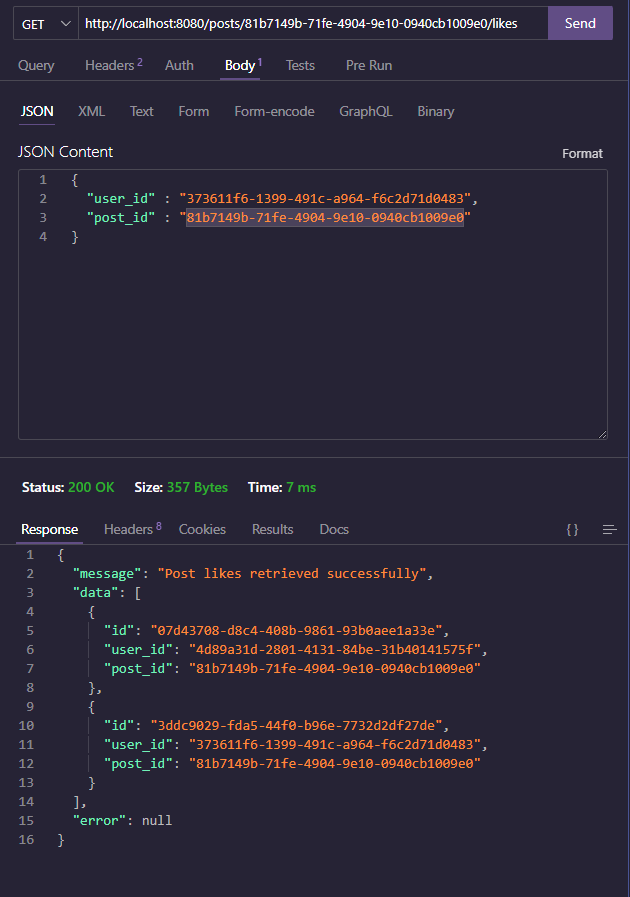 GET http://localhost:8080/posts/81b7149b-71fe-4904-9e10-0940cb1009e0/likes Send
Query Headers 2 Auth Body 1 Tests Pre Run
JSON XML Text Form Form-encode GraphQL Binary
JSON Content Format
1 {
2 "user_id" : "373611f6-1399-491c-a964-f6c2d71d0483",
3 "post_id" : "81b7149b-71fe-4904-9e10-0940cb1009e0"
4 }
Status: 200 OK Size: 357 Bytes Time: 7 ms
Response Headers 8 Cookies Results Docs {}
1 {
2 "message": "Post likes retrieved successfully",
3 "data": [
4 {
5 "id": "07d43708-d8c4-408b-9861-93b0aee1a33e",
6 "user_id": "4d89a31d-2801-4131-84be-31b40141575f",
7 "post_id": "81b7149b-71fe-4904-9e10-0940cb1009e0"
8 },
9 {
10 "id": "3ddc9029-fda5-44f0-b96e-7732d2df27de",
11 "user_id": "373611f6-1399-491c-a964-f6c2d71d0483",
12 "post_id": "81b7149b-71fe-4904-9e10-0940cb1009e0"
13 }
14 ],
15 "error": null
16 }